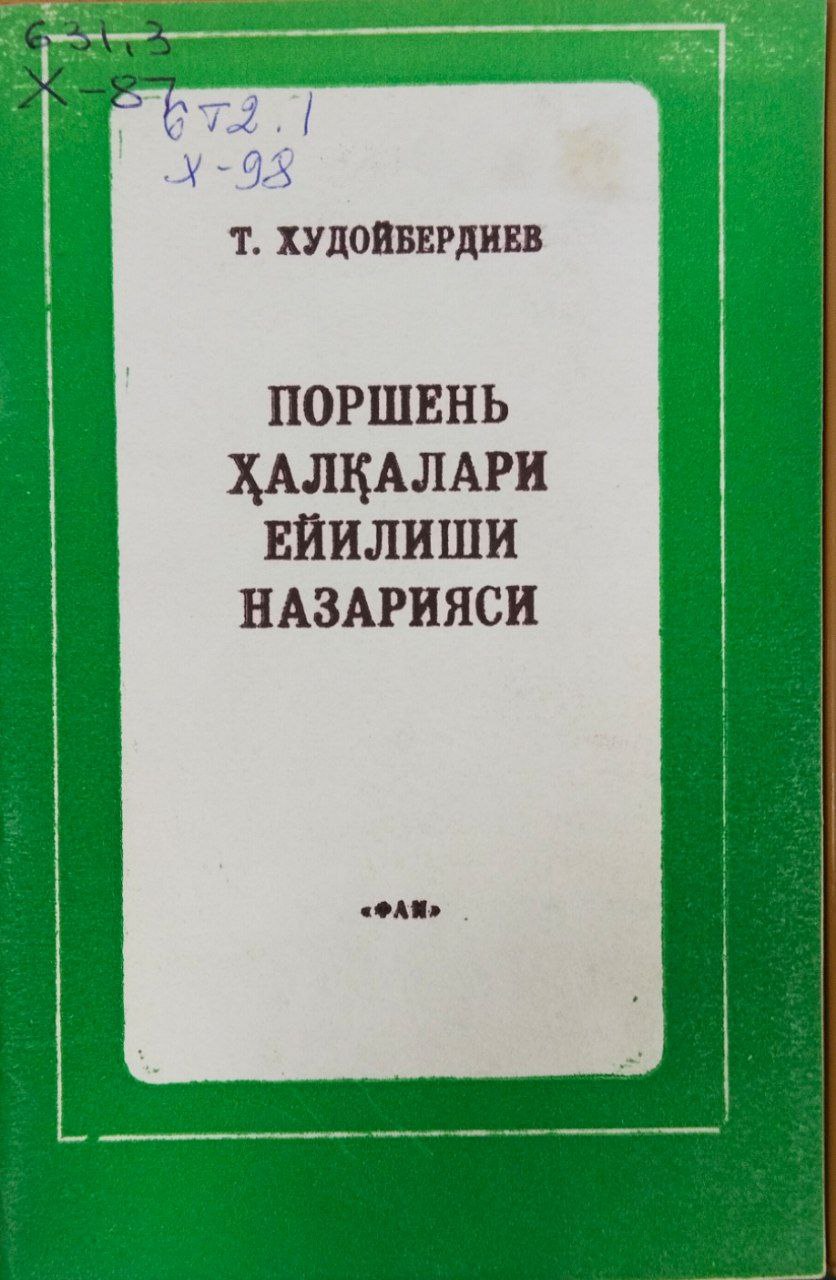 631.3
Х-87
6Т2.1
Х-98
Т. ХУДОЙБЕРДИЕВ
ПОРШЕНЬ
ҲАЛҚАЛАРИ
ЕЙИЛИШИ
НАЗАРИЯСИ
«ФАН»